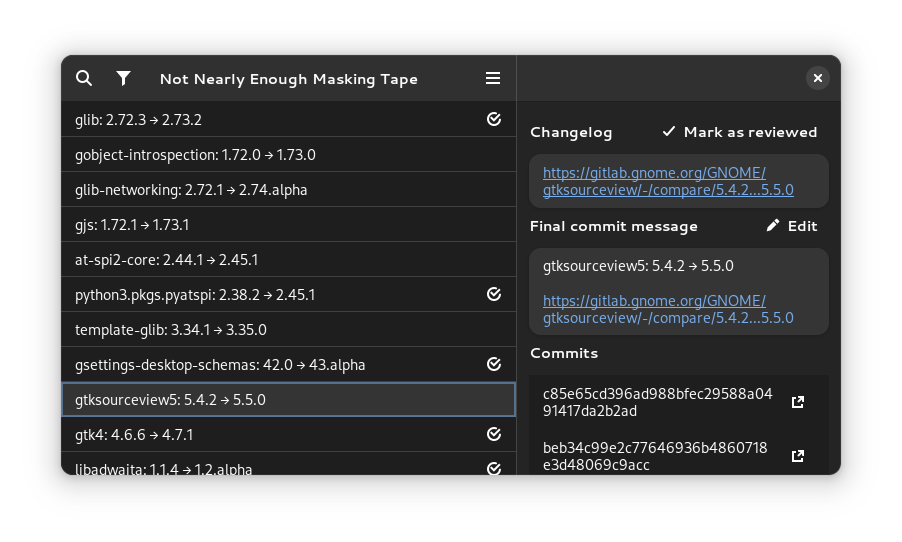 Not Nearly Enough Masking Tape
glib: 2.72.3 → 2.73.2
gobject-introspection: 1.72.0 → 1.73.0
glib-networking: 2.72.1 → 2.74.alpha
gjs: 1.72.1 → 1.73.1
at-spi2-core: 2.44.1 → 2.45.1
python3.pkgs.pyatspi: 2.38.2 → 2.45.1
template-glib: 3.34.1 → 3.35.0
gsettings-desktop-schemas: 42.0 → 43.alpha
gtksourceview5: 5.4.2 → 5.5.0
gtk4: 4.6.6 → 4.7.1
libadwaita: 1.1.4 → 1.2.alpha
Changelog
Mark as reviewed
https://gitlab.gnome.org/GNOME/
gtksourceview/-/compare/5.4.2...5.5.0
Final commit message
Edit
gtksourceview5: 5.4.2 → 5.5.0
https://gitlab.gnome.org/GNOME/
gtksourceview/-/compare/5.4.2...5.5.0
Commits
c85e65cd396ad988bfec29588a04
91417da2b2ad
beb34c99e2c77646936b4860718
e3d48069c9acc